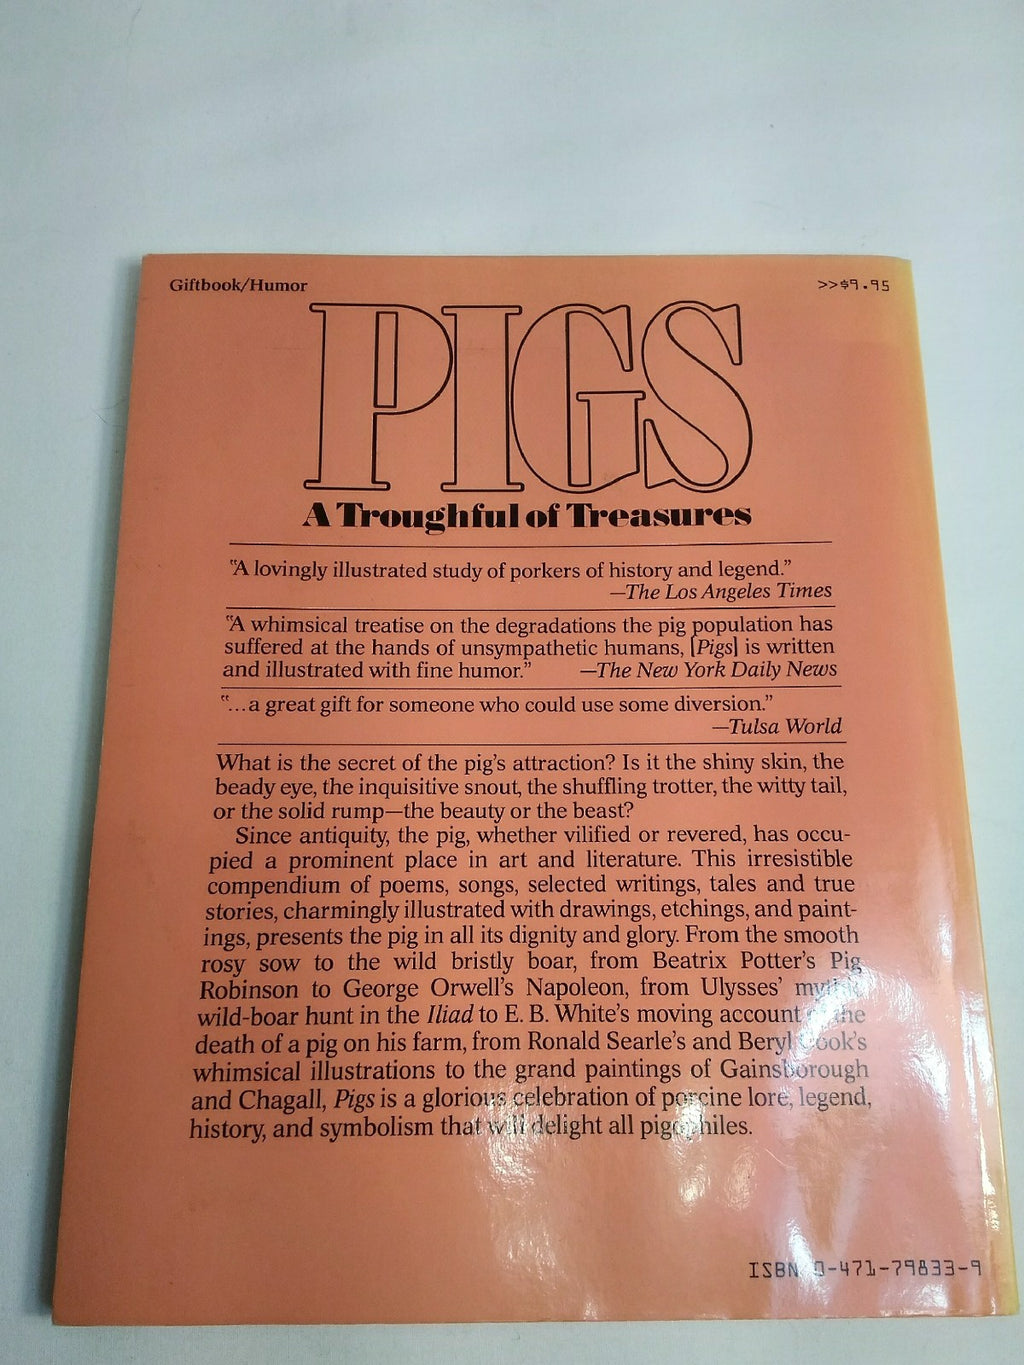 Giftbook/Humor
>>$9.95
PIGS
A Troughful of Treasures
"A lovingly illustrated study of porkers of history and legend."
—The Los Angeles Times
"A whimsical treatise on the degradations the pig population has
suffered at the hands of unsympathetic humans, [Pigs] is written
and illustrated with fine humor." —The New York Daily News
"...a great gift for someone who could use some diversion."
—Tulsa World
What is the secret of the pig's attraction? Is it the shiny skin, the
beady eye, the inquisitive snout, the shuffling trotter, the witty tail,
or the solid rump—the beauty or the beast?
Since antiquity, the pig, whether vilified or revered, has occu-
pied a prominent place in art and literature. This irresistible
compendium of poems, songs, selected writings, tales and true
stories, charmingly illustrated with drawings, etchings, and paint-
ings, presents the pig in all its dignity and glory. From the smooth
rosy sow to the wild bristly boar, from Beatrix Potter's Pig
Robinson to George Orwell's Napoleon, from Ulysses' mythic
wild-boar hunt in the Iliad to E. B. White's moving account of the
death of a pig on his farm, from Ronald Searle's and Beryl Cook's
whimsical illustrations to the grand paintings of Gainsborough
and Chagall, Pigs is a glorious celebration of porcine lore, legend,
history, and symbolism that will delight all pigophiles.
ISBN 0-471-79833-9